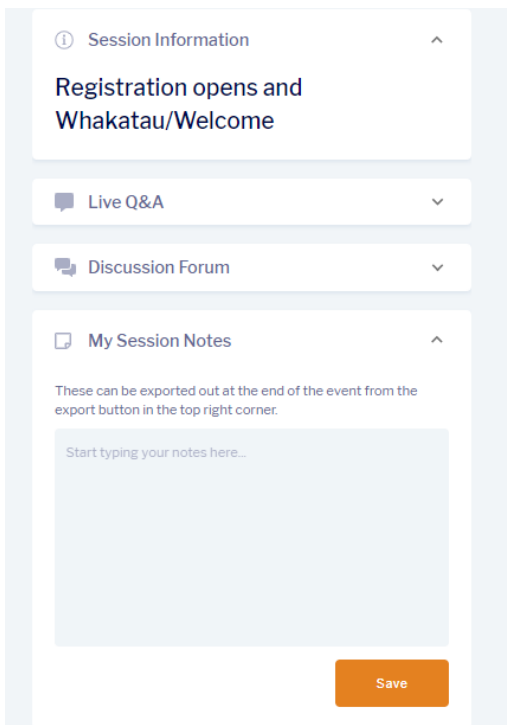 Session Information
Registration opens and
Whakatau/Welcome
Live Q&A
Discussion Forum
My Session Notes
These can be exported out at the end of the event from the
export button in the top right corner.
Start typing your notes here...
Save